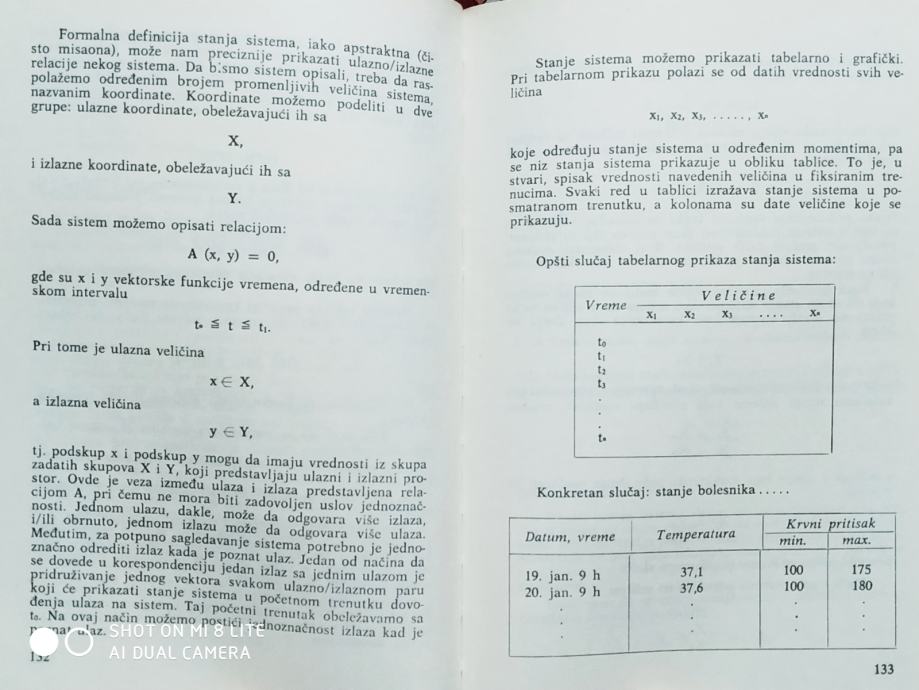 Formalna definicija stanja sistema, iako apstraktna (či-
sto misaona), može nam preciznije prikazati ulazno/izlazne
relacije nekog sistema. Da bismo sistem opisali, treba da ras-
polažemo određenim brojem promenljivih veličina sistema,
nazvanim koordinate. Koordinate možemo podeliti u dve
grupe: ulazne koordinate, obeležavajući ih sa
X,
i izlazne koordinate, obeležavajući ih sa
Y.
Sada sistem možemo opisati relacijom:
A (x, y) = 0,
gde su x i y vektorske funkcije vremena, određene u vremen-
skom intervalu
t₀ ≦ t ≦ t₁.
Pri tome je ulazna veličina
x ∈ X,
a izlazna veličina
y ∈ Y,
tj. podskup x i podskup y mogu da imaju vrednosti iz skupa
zadatih skupova X i Y, koji predstavljaju ulazni i izlazni pro-
stor. Ovde je veza između ulaza i izlaza predstavljena rela-
cijom A, pri čemu ne mora biti zadovoljen uslov jednoznač-
nosti. Jednom ulazu, dakle, može da odgovara više izlaza,
i/ili obrnuto, jednom izlazu može da odgovara više ulaza.
Međutim, za potpuno sagledavanje sistema potrebno je jedno-
značno odrediti izlaz kada je poznat ulaz. Jedan od načina da
se dovede u korespondenciju jedan izlaz sa jednim ulazom je
pridruživanje jednog vektora svakom ulazno/izlaznom paru
koji će prikazati stanje sistema u početnom trenutku dovo-
đenja ulaza na sistem. Taj početni trenutak obeležavamo sa
t₀. Na ovaj način možemo postići jednoznačnost izlaza kad je
poznat ulaz.
132
SHOT ON MI 8 LITE
AI DUAL CAMERA
Stanje sistema možemo prikazati tabelarno i grafički.
Pri tabelarnom prikazu polazi se od datih vrednosti svih ve-
ličina
x₁, x₂, x₃, ....., xₙ
koje određuju stanje sistema u određenim momentima, pa
se niz stanja sistema prikazuje u obliku tablice. To je, u
stvari, spisak vrednosti navedenih veličina u fiksiranim tre-
nucima. Svaki red u tablici izražava stanje sistema u po-
smatranom trenutku, a kolonama su date veličine koje se
prikazuju.
Opšti slučaj tabelarnog prikaza stanja sistema:
Vreme Veličine
x₁ x₂ x₃ .... xₙ
t₀
t₁
t₂
t₃
.
.
.
tₙ
Konkretan slučaj: stanje bolesnika .....
Datum, vreme Temperatura Krvni pritisak
min. max.
19. jan. 9 h 37,1 100 175
20. jan. 9 h 37,6 100 180
. . . .
. . . .
. . . .
133